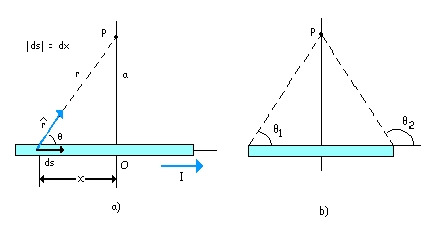 P
|ds| = dx
r
a
r̂
θ
ds
O
x
I
a)
P
θ1
θ2
b)